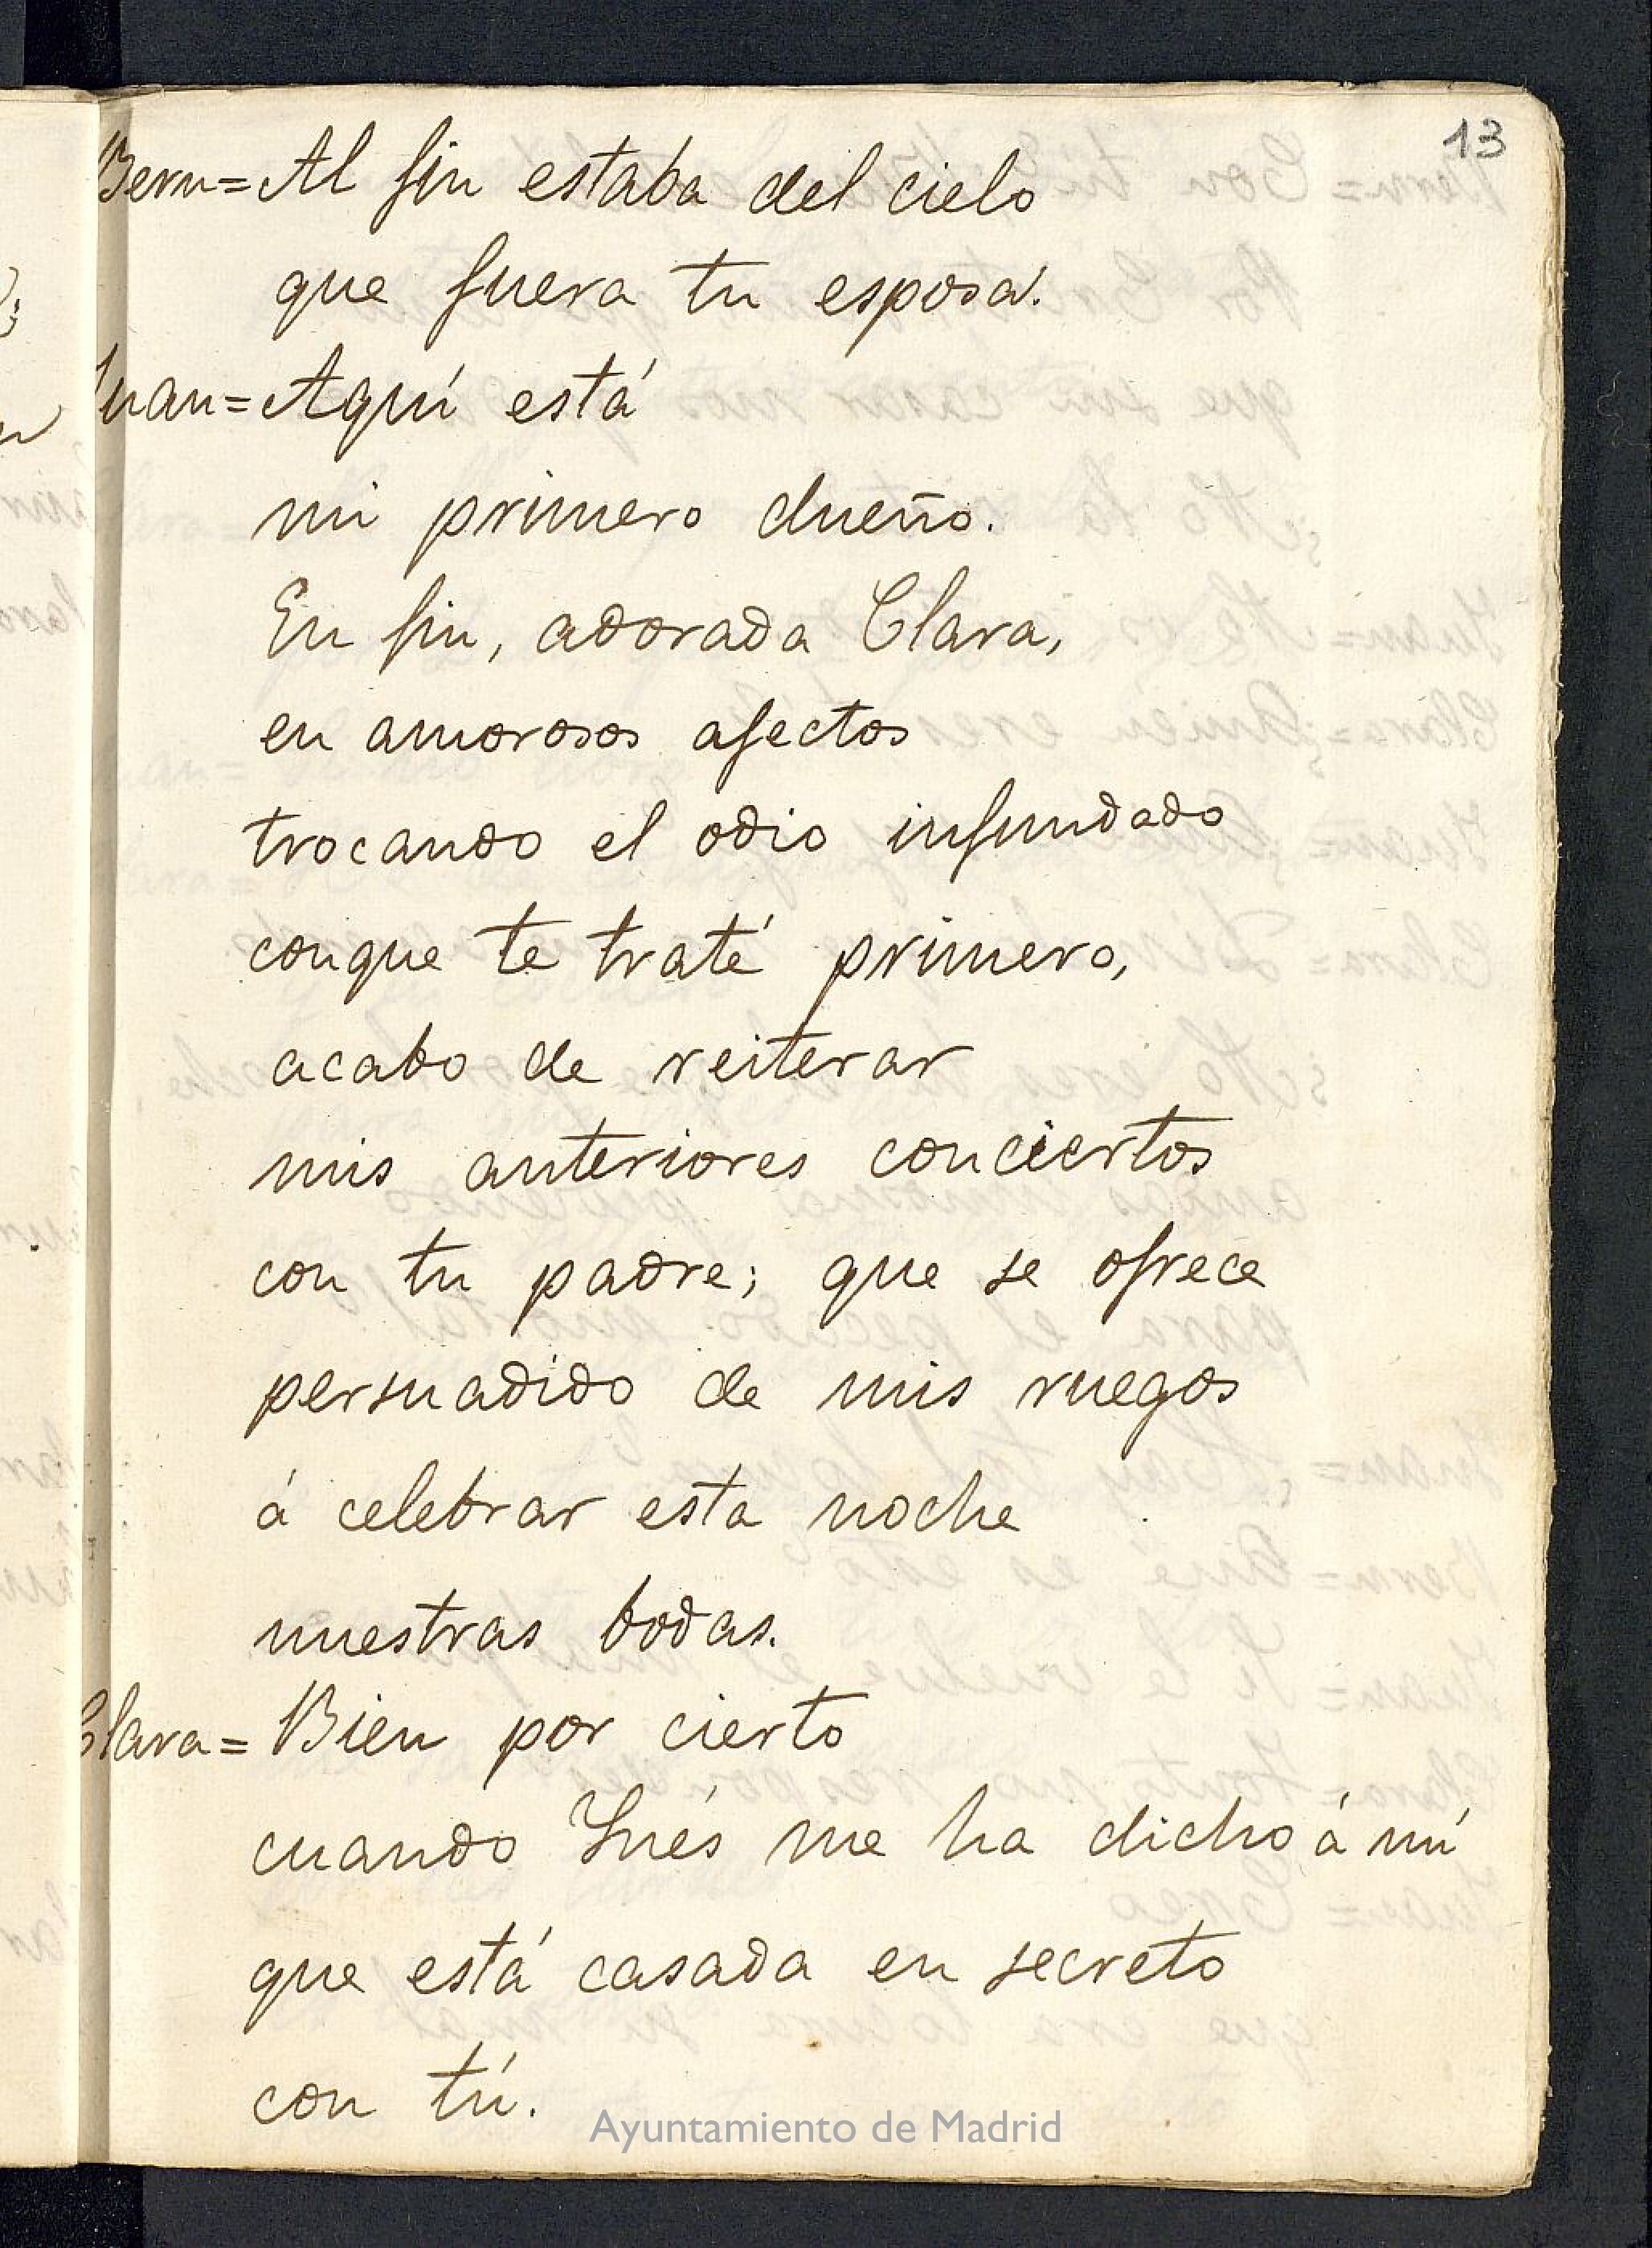 13
Bern=Al fin estaba del cielo
que fuera tu esposa.
Juan=Aquí está
mi primero dueño.
En fin, adorada Clara,
en amorosos afectos
trocando el odio infundado
conque te traté primero,
acabo de reiterar
mis anteriores conciertos
con tu padre; que se ofrece
persuadido de mis ruegos
á celebrar esta noche
nuestras bodas.
Clara=Bien por cierto
cuando Inés me ha dicho á mí
que está casada en secreto
con tú.
Ayuntamiento de Madrid